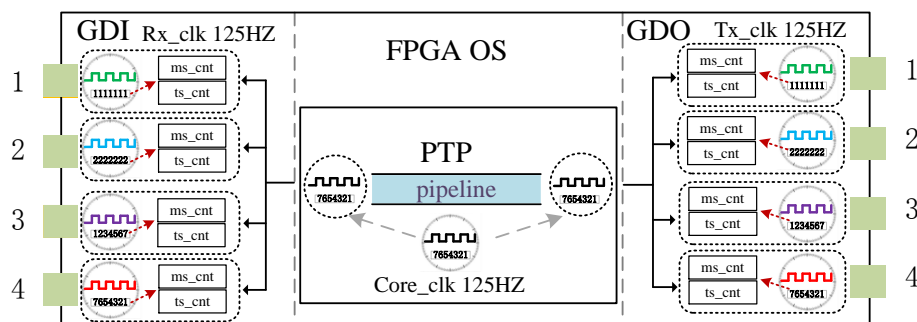 GDI Rx_clk 125HZ
FPGA OS
GDO Tx_clk 125HZ
1
1111111
ms_cnt
ts_cnt
2
2222222
ms_cnt
ts_cnt
3
1234567
ms_cnt
ts_cnt
4
7654321
ms_cnt
ts_cnt
PTP
7654321
pipeline
7654321
7654321
Core_clk 125HZ
ms_cnt
ts_cnt
1111111
1
ms_cnt
ts_cnt
2222222
2
ms_cnt
ts_cnt
1234567
3
ms_cnt
ts_cnt
7654321
4